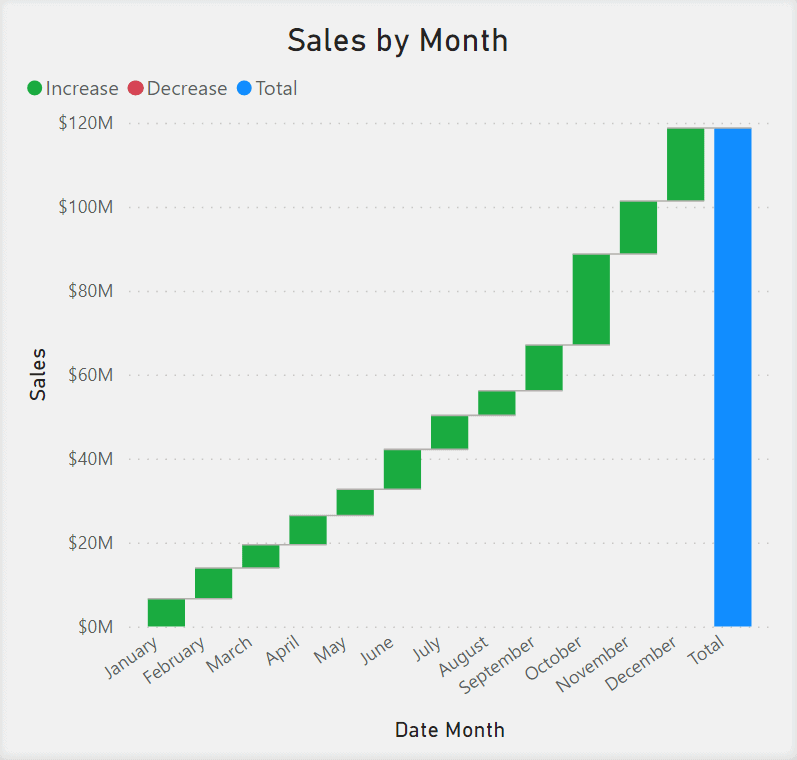 Sales by Month
Increase Decrease Total
$120M
$100M
$80M
$60M
$40M
$20M
$0M
Sales
January February March April May June July August September October November December Total
Date Month